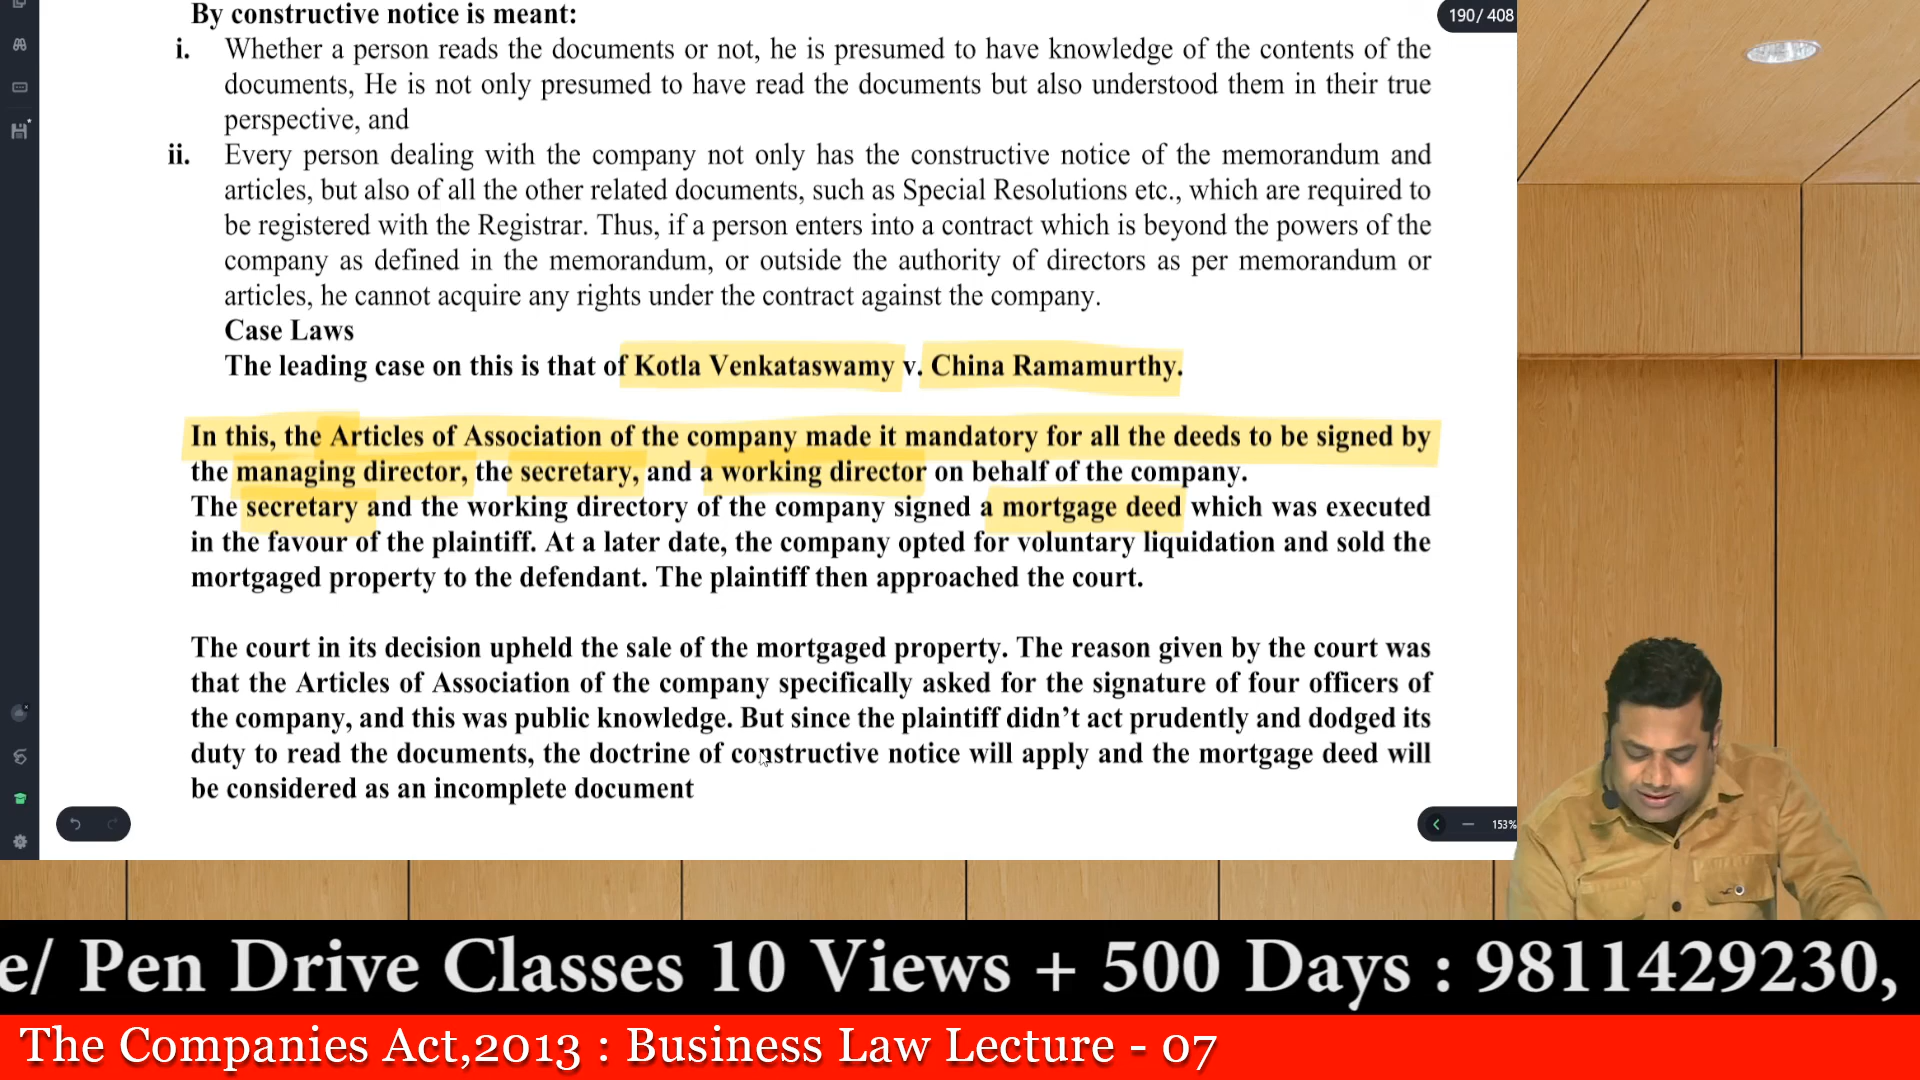 By constructive notice is meant:
190/ 408
i. Whether a person reads the documents or not, he is presumed to have knowledge of the contents of the
documents, He is not only presumed to have read the documents but also understood them in their true
perspective, and
ii. Every person dealing with the company not only has the constructive notice of the memorandum and
articles, but also of all the other related documents, such as Special Resolutions etc., which are required to
be registered with the Registrar. Thus, if a person enters into a contract which is beyond the powers of the
company as defined in the memorandum, or outside the authority of directors as per memorandum or
articles, he cannot acquire any rights under the contract against the company.
Case Laws
The leading case on this is that of Kotla Venkataswamy v. China Ramamurthy.
In this, the Articles of Association of the company made it mandatory for all the deeds to be signed by
the managing director, the secretary, and a working director on behalf of the company.
The secretary and the working directory of the company signed a mortgage deed which was executed
in the favour of the plaintiff. At a later date, the company opted for voluntary liquidation and sold the
mortgaged property to the defendant. The plaintiff then approached the court.
The court in its decision upheld the sale of the mortgaged property. The reason given by the court was
that the Articles of Association of the company specifically asked for the signature of four officers of
the company, and this was public knowledge. But since the plaintiff didn’t act prudently and dodged its
duty to read the documents, the doctrine of constructive notice will apply and the mortgage deed will
be considered as an incomplete document
153%
e/ Pen Drive Classes 10 Views + 500 Days : 9811429230,
The Companies Act,2013 : Business Law Lecture - 07